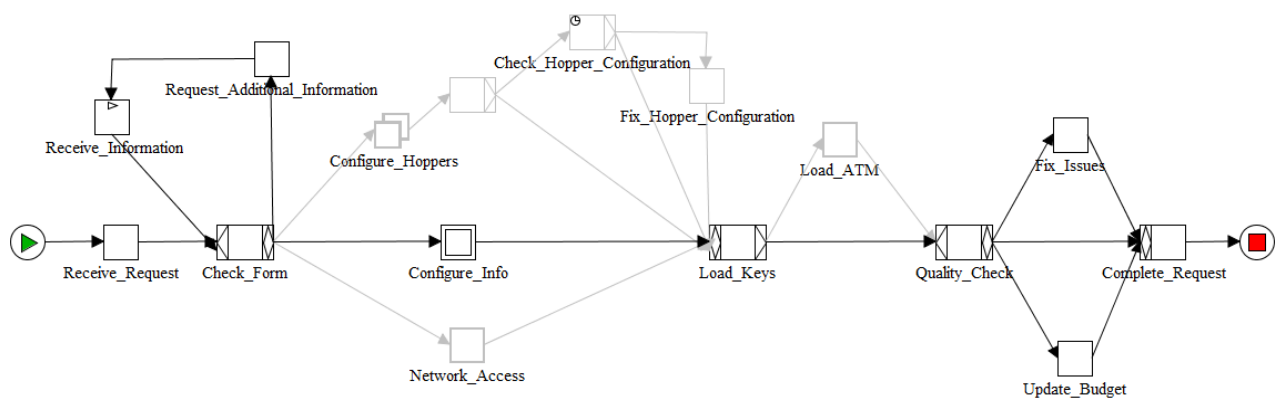 Check_Hopper_Configuration
Request_Additional_Information
Fix_Hopper_Configuration
Receive_Information
Configure_Hoppers
Load_ATM
Fix_Issues
Receive_Request
Check_Form
Configure_Info
Load_Keys
Quality_Check
Complete_Request
Network_Access
Update_Budget